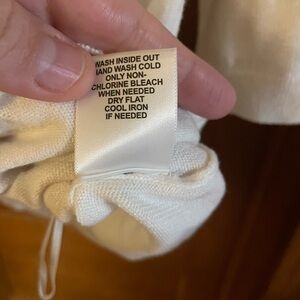 WASH INSIDE OUT
HAND WASH COLD
ONLY NON-
CHLORINE BLEACH
WHEN NEEDED
DRY FLAT
COOL IRON
IF NEEDED